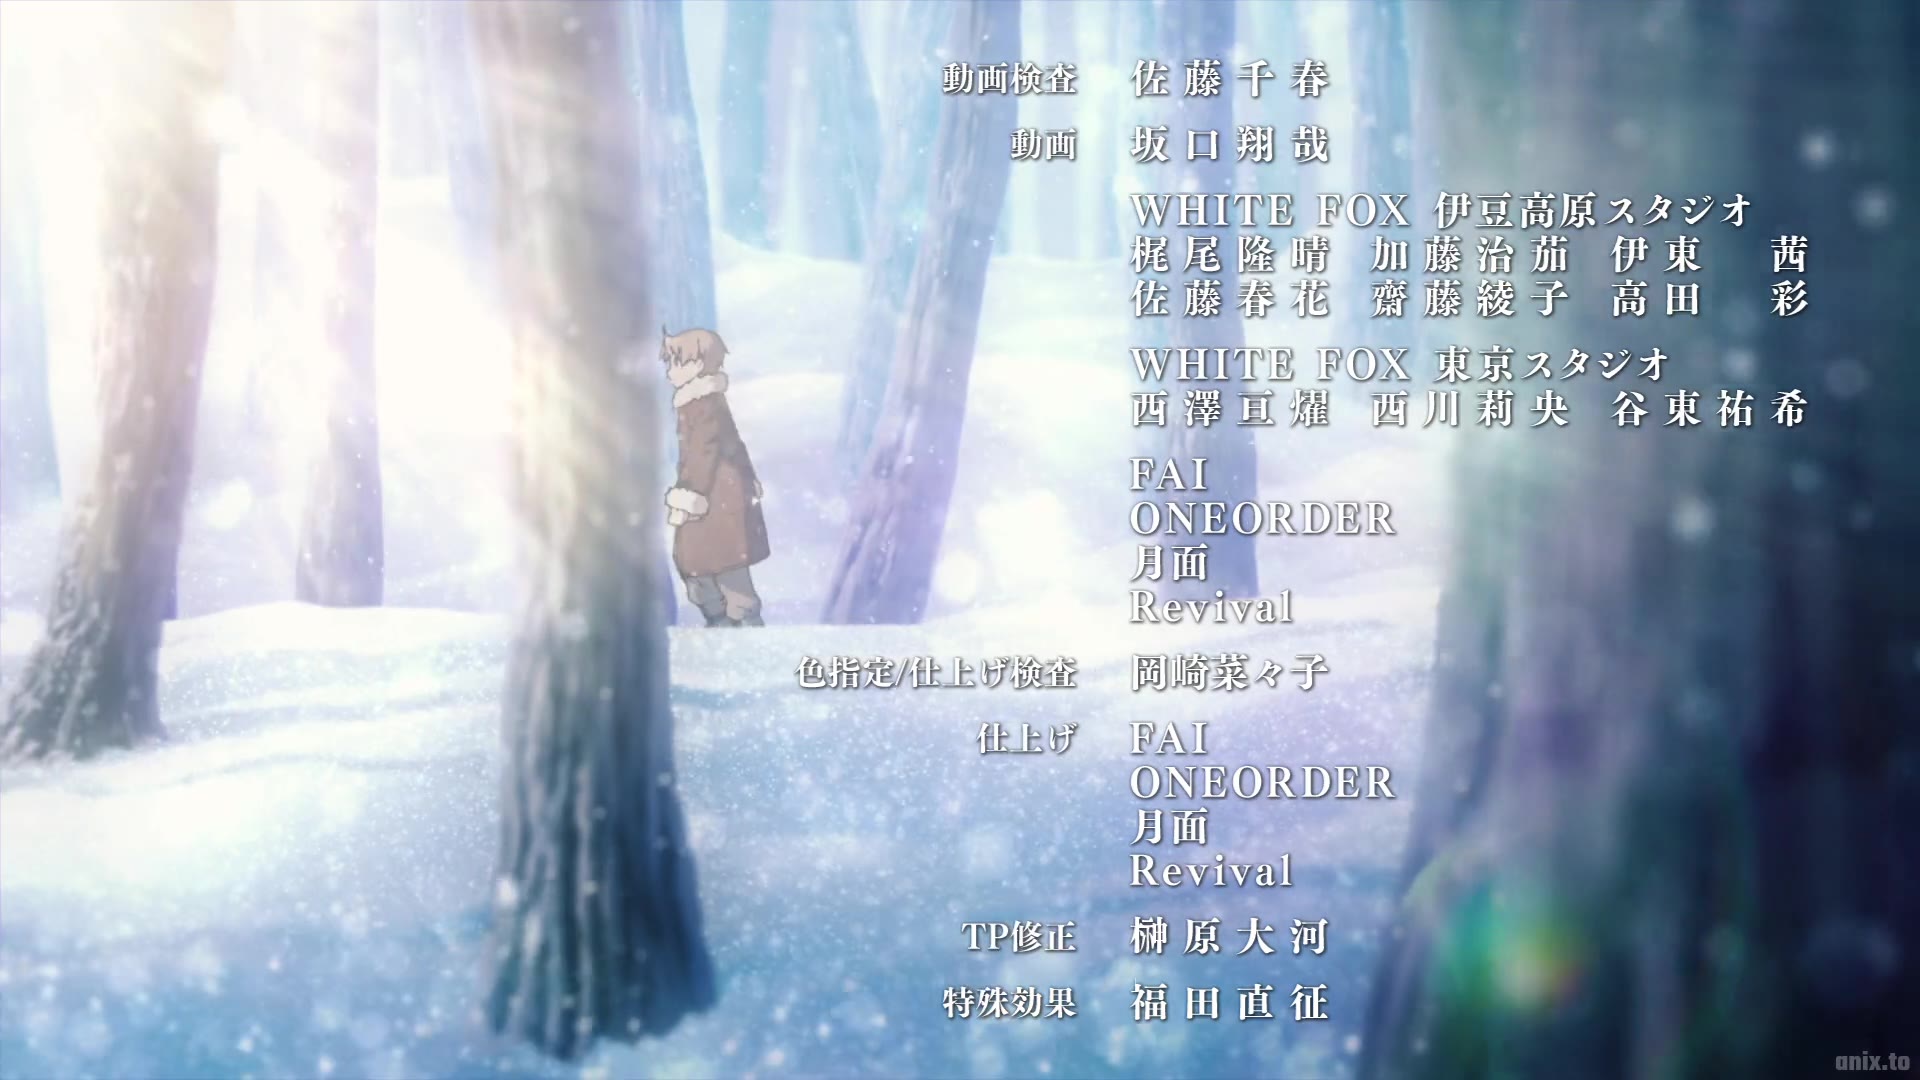 動画検査 佐藤千春
動画 坂口翔哉
WHITE FOX 伊豆高原スタジオ
梶尾隆晴 加藤治茄 伊東 茜
佐藤春花 齋藤綾子 高田 彩
WHITE FOX 東京スタジオ
西澤亘燿 西川莉央 谷東祐希
FAI
ONEORDER
月面
Revival
色指定/仕上げ検査 岡崎菜々子
仕上げ FAI
ONEORDER
月面
Revival
TP修正 榊原大河
特殊効果 福田直征
anix.to